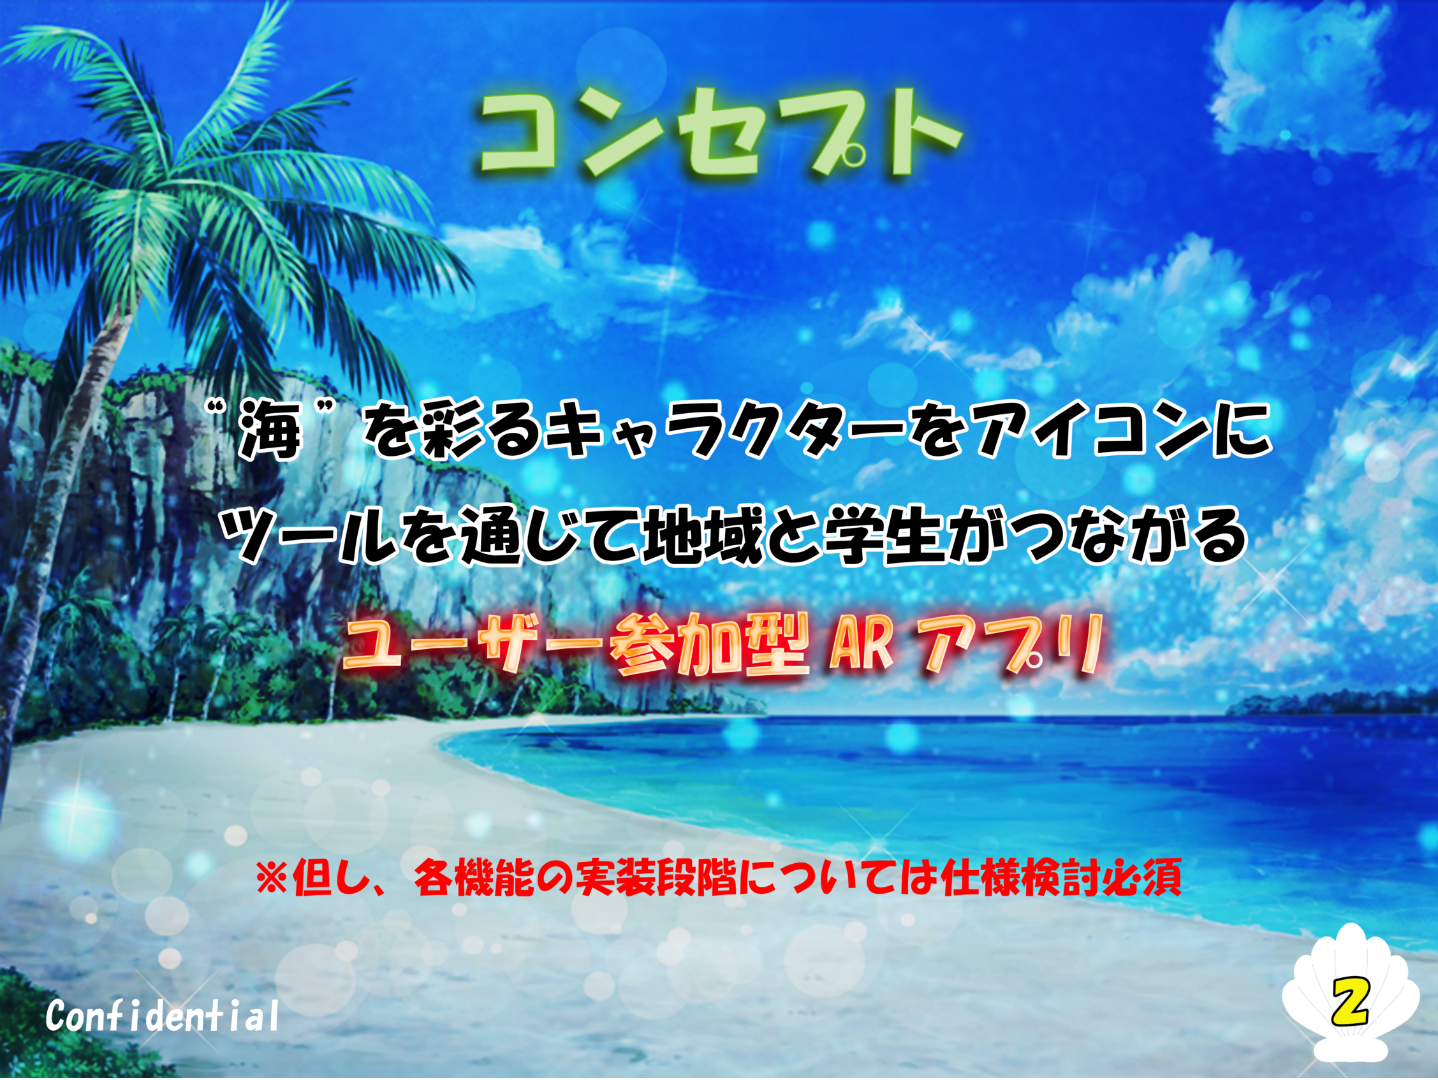 コンセプト
“海”を彩るキャラクターをアイコンに
ツールを通じて地域と学生がつながる
ユーザー参加型ARアプリ
※但し、各機能の実装段階については仕様検討必須
Confidential
2